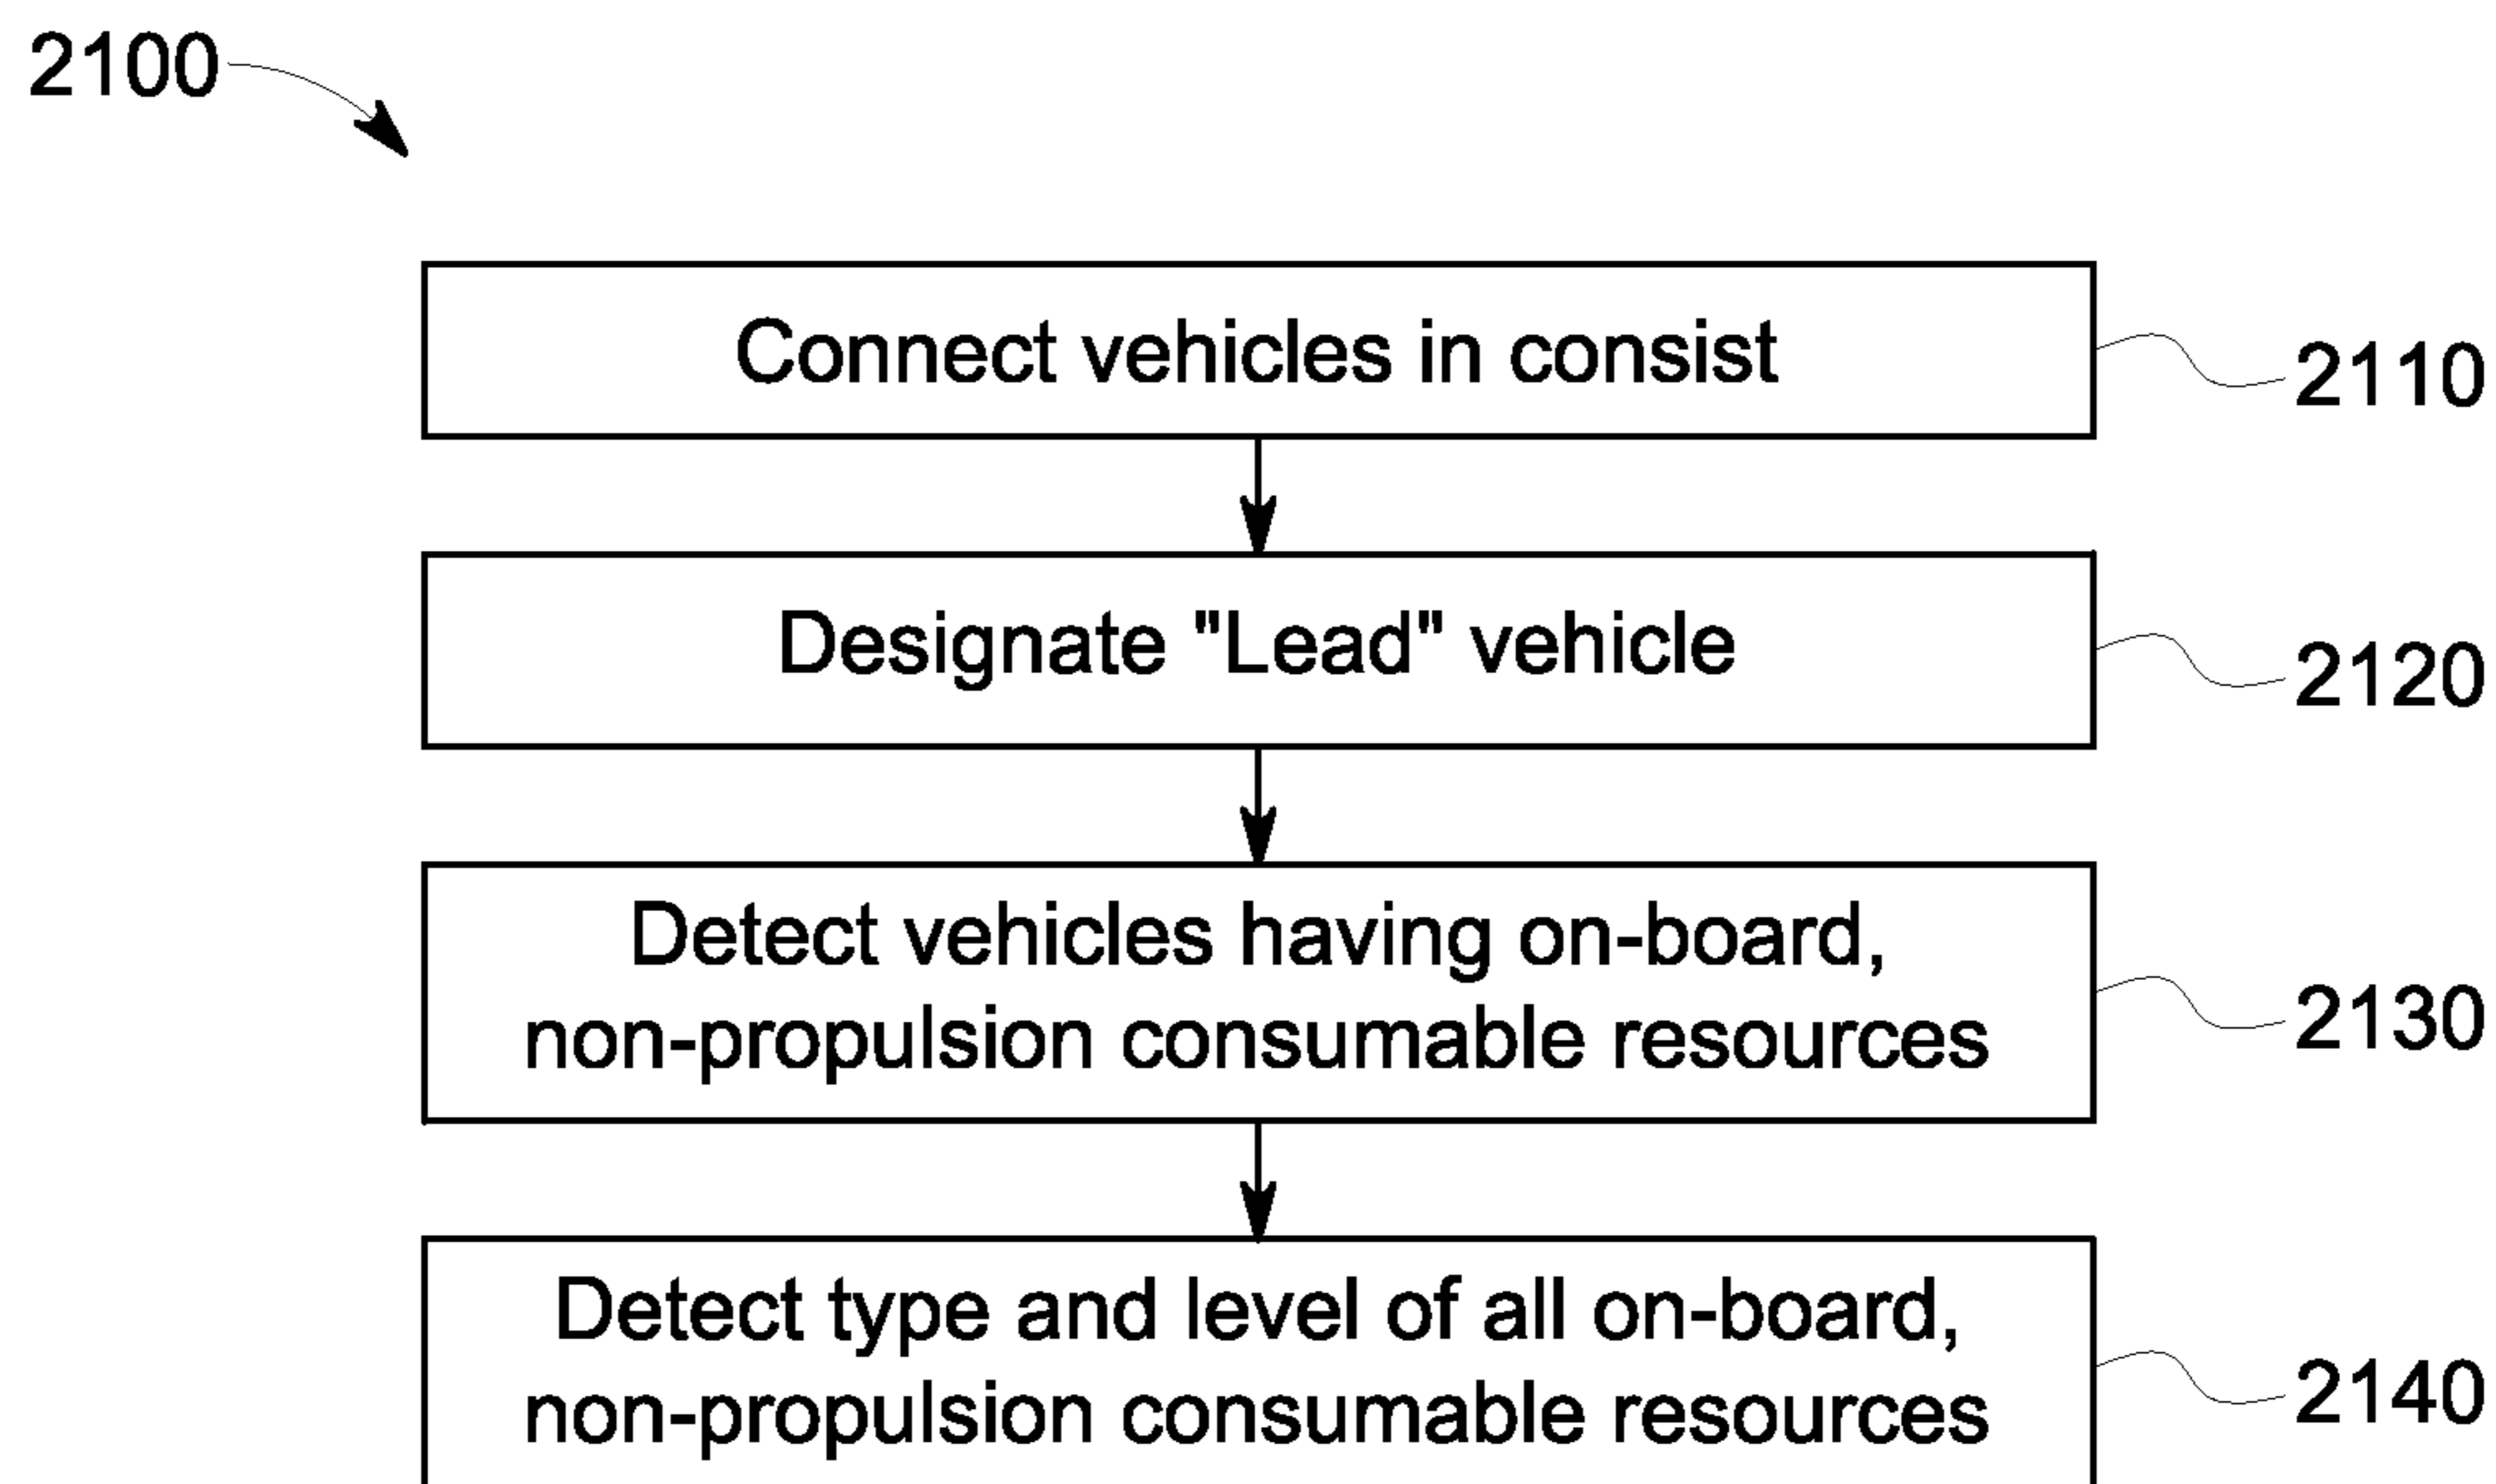 2100
Connect vehicles in consist
2110
Designate "Lead" vehicle
2120
Detect vehicles having on-board,
non-propulsion consumable resources
2130
Detect type and level of all on-board,
non-propulsion consumable resources
2140